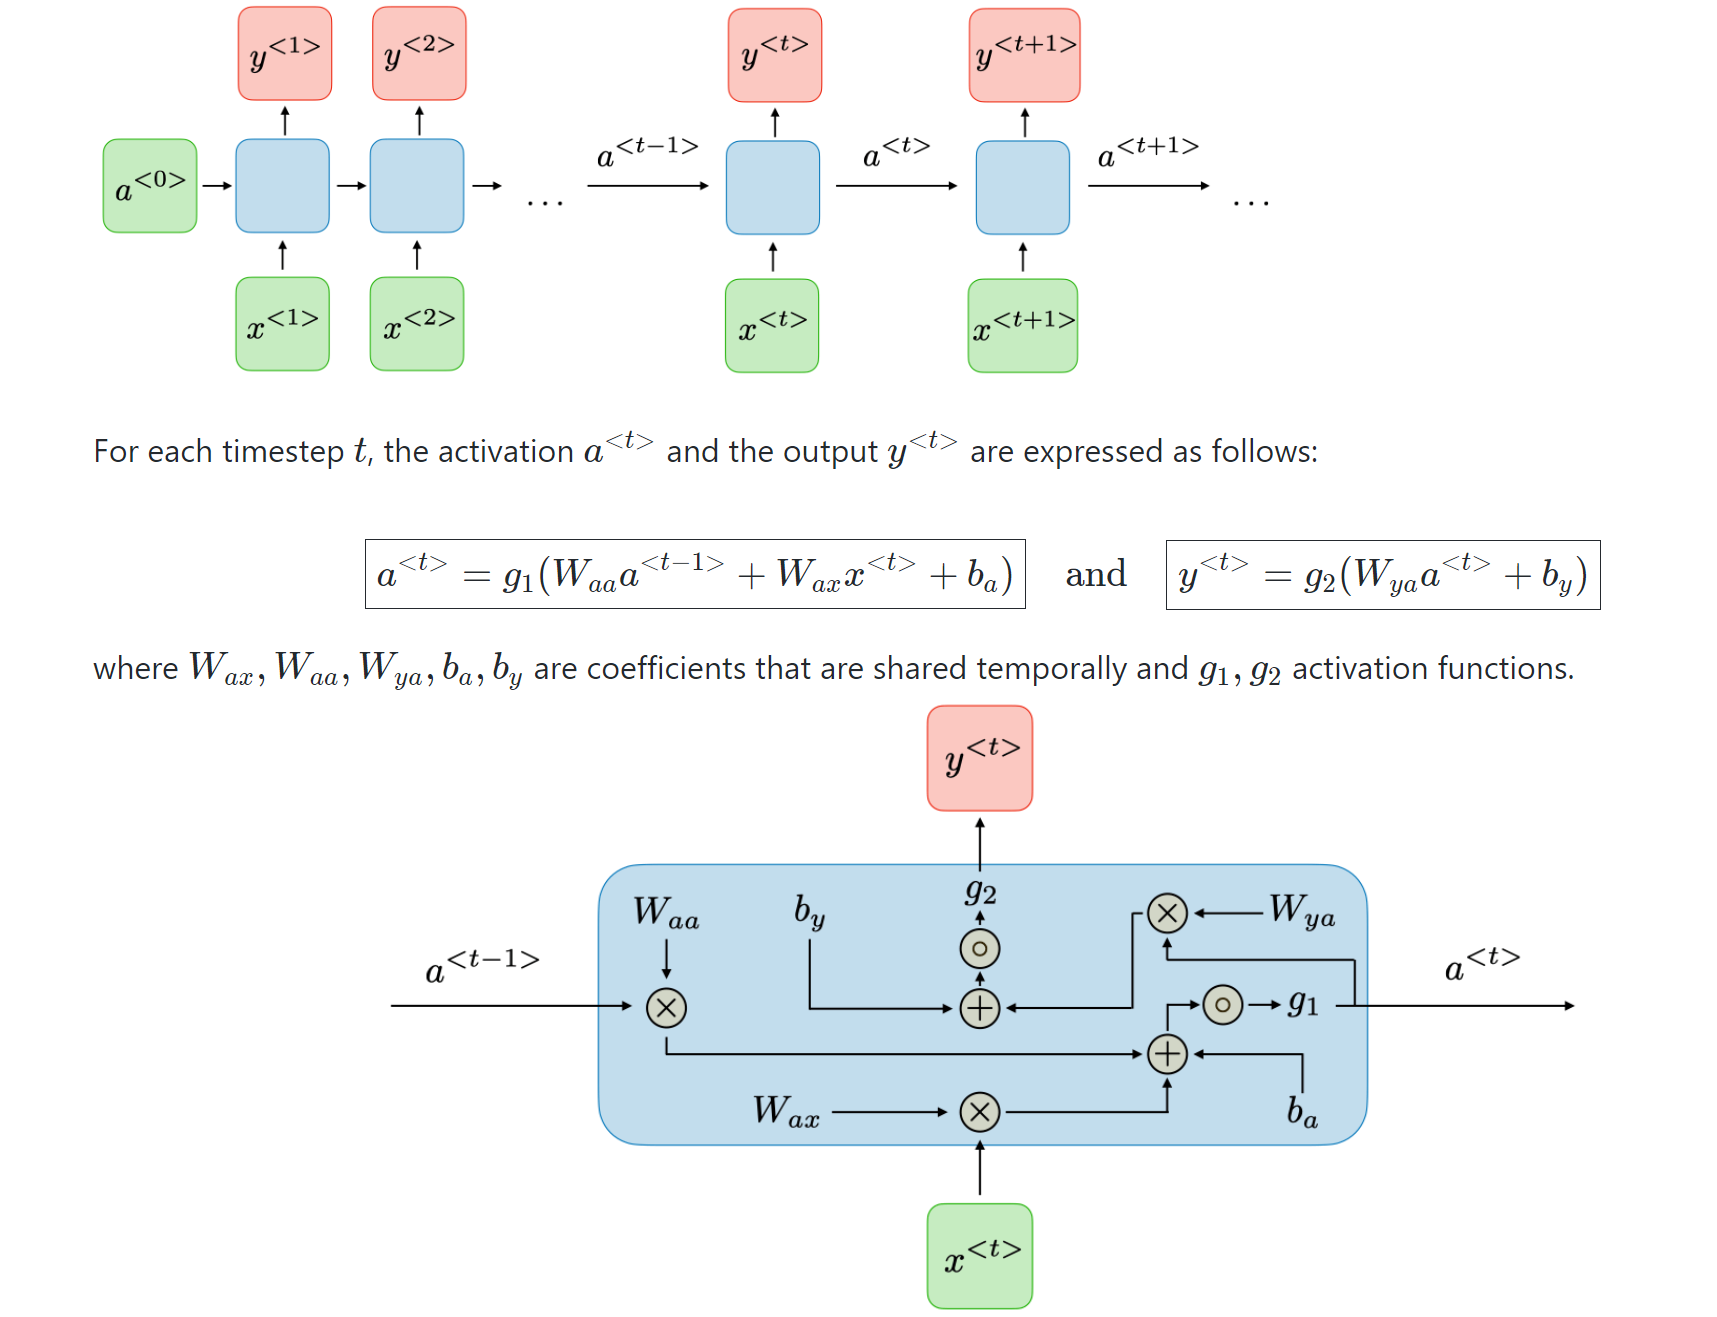 y<1> y<2> y<t> y<t+1>
a<0> ... a<t−1> a<t> a<t+1> ...
x<1> x<2> x<t> x<t+1>
For each timestep t, the activation a<t> and the output y<t> are expressed as follows:
a<t> = g1(Waaa<t−1> + Waxx<t> + ba) and y<t> = g2(Wyaa<t> + by)
where Wax, Waa, Wya, ba, by are coefficients that are shared temporally and g1, g2 activation functions.
y<t>
Waa by g2 × Wya
a<t−1> a<t>
× + g1
+
Wax × ba
x<t>